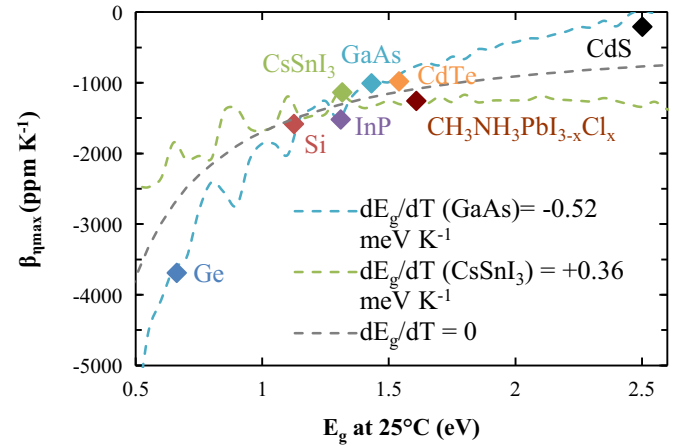 0
-1000
-2000
-3000
-4000
-5000
β_ηmax (ppm K⁻¹)
CdS
GaAs
CsSnI₃
CdTe
InP
CH₃NH₃PbI₃₋ₓClₓ
Si
Ge
dE_g/dT (GaAs)= -0.52
meV K⁻¹
dE_g/dT (CsSnI₃) = +0.36
meV K⁻¹
dE_g/dT = 0
0.5 1 1.5 2 2.5
E_g at 25°C (eV)